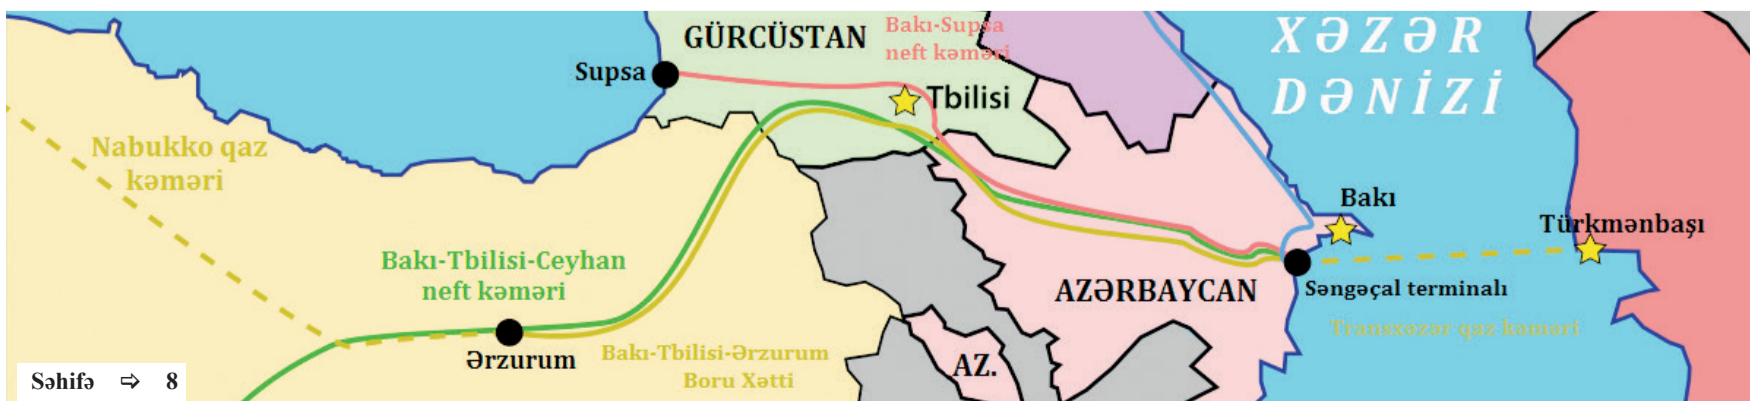 GÜRCÜSTAN
Bakı-Supsa
neft kəməri
XƏZƏR
DƏNİZİ
Supsa
Tbilisi
Nabukko qaz
kəməri
Bakı
Türkmənbaşı
Bakı-Tbilisi-Ceyhan
neft kəməri
AZƏRBAYCAN
Səngəçal terminalı
Transxəzər qaz kəməri
Ərzurum
Bakı-Tbilisi-Ərzurum
Boru Xətti
AZ.
Səhifə ⇨ 8